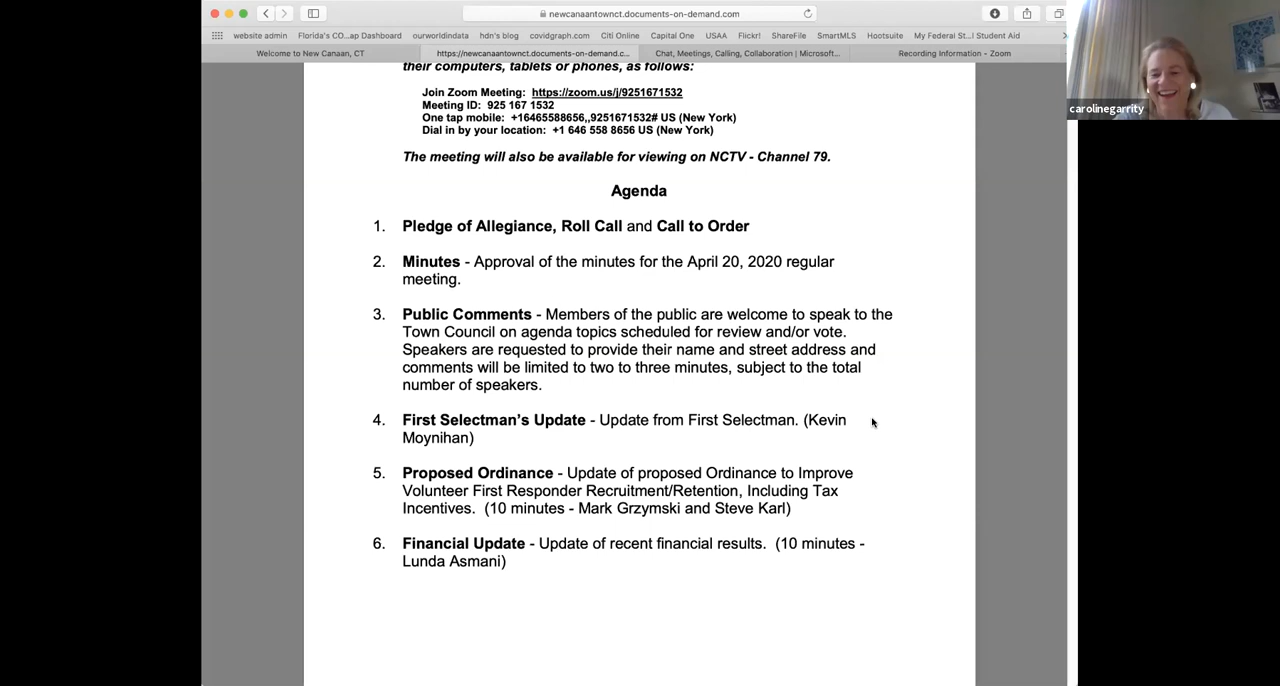 newcanaantownct.documents-on-demand.com
website admin Florida's CO...ap Dashboard ourworldindata hdn's blog covidgraph.com Citi Online Capital One USAA Flickr! ShareFile SmartMLS Hootsuite My Federal St...l Student Aid
Welcome to New Canaan, CT https://newcanaantownct.documents-on-demand.c... Chat, Meetings, Calling, Collaboration | Microsoft... Recording Information - Zoom
carolinegarrity
their computers, tablets or phones, as follows:
Join Zoom Meeting: https://zoom.us/j/9251671532
Meeting ID: 925 167 1532
One tap mobile: +16465588656,,9251671532# US (New York)
Dial in by your location: +1 646 558 8656 US (New York)
The meeting will also be available for viewing on NCTV - Channel 79.
Agenda
1. Pledge of Allegiance, Roll Call and Call to Order
2. Minutes - Approval of the minutes for the April 20, 2020 regular
meeting.
3. Public Comments - Members of the public are welcome to speak to the
Town Council on agenda topics scheduled for review and/or vote.
Speakers are requested to provide their name and street address and
comments will be limited to two to three minutes, subject to the total
number of speakers.
4. First Selectman's Update - Update from First Selectman. (Kevin
Moynihan)
5. Proposed Ordinance - Update of proposed Ordinance to Improve
Volunteer First Responder Recruitment/Retention, Including Tax
Incentives. (10 minutes - Mark Grzymski and Steve Karl)
6. Financial Update - Update of recent financial results. (10 minutes -
Lunda Asmani)